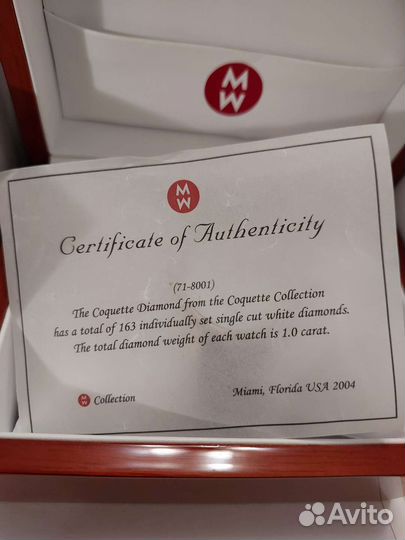 MW
MW
Certificate of Authenticity
(71-8001)
The Coquette Diamond from the Coquette Collection
has a total of 163 individually set single cut white diamonds.
The total diamond weight of each watch is 1.0 carat.
MW Collection
Miami, Florida USA 2004
Avito